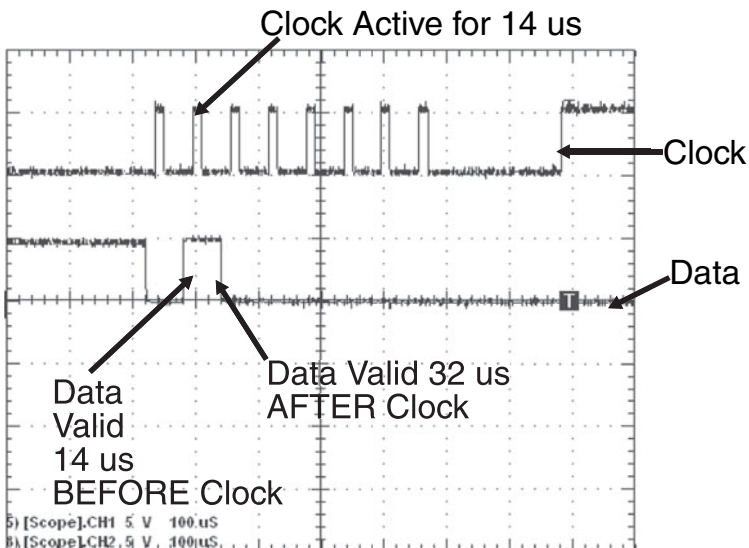 Clock Active for 14 us
Clock
Data
T
Data Valid 32 us
AFTER Clock
Data
Valid
14 us
BEFORE Clock
5) [Scope].CH1 5 V 100 uS
6) [Scope].CH2 5 V 100 uS